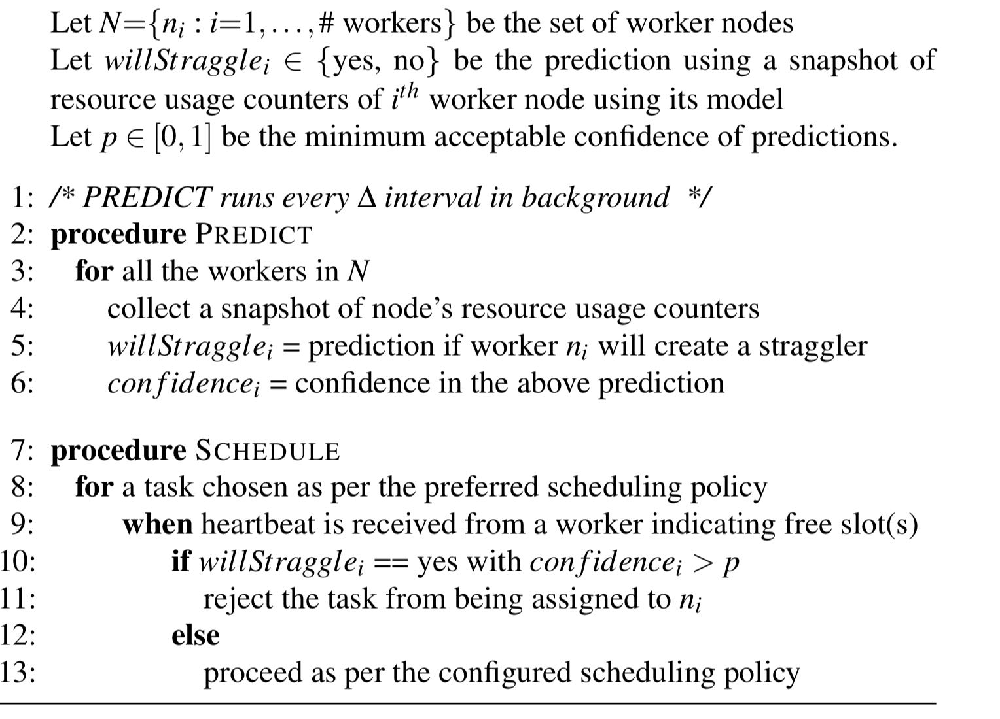 Let N={n_i : i=1,...,# workers} be the set of worker nodes
Let willStraggle_i ∈ {yes, no} be the prediction using a snapshot of
resource usage counters of i^th worker node using its model
Let p ∈ [0, 1] be the minimum acceptable confidence of predictions.
1: /* PREDICT runs every Δ interval in background */
2: procedure PREDICT
3: for all the workers in N
4: collect a snapshot of node’s resource usage counters
5: willStraggle_i = prediction if worker n_i will create a straggler
6: confidence_i = confidence in the above prediction
7: procedure SCHEDULE
8: for a task chosen as per the preferred scheduling policy
9: when heartbeat is received from a worker indicating free slot(s)
10: if willStraggle_i == yes with confidence_i > p
11: reject the task from being assigned to n_i
12: else
13: proceed as per the configured scheduling policy